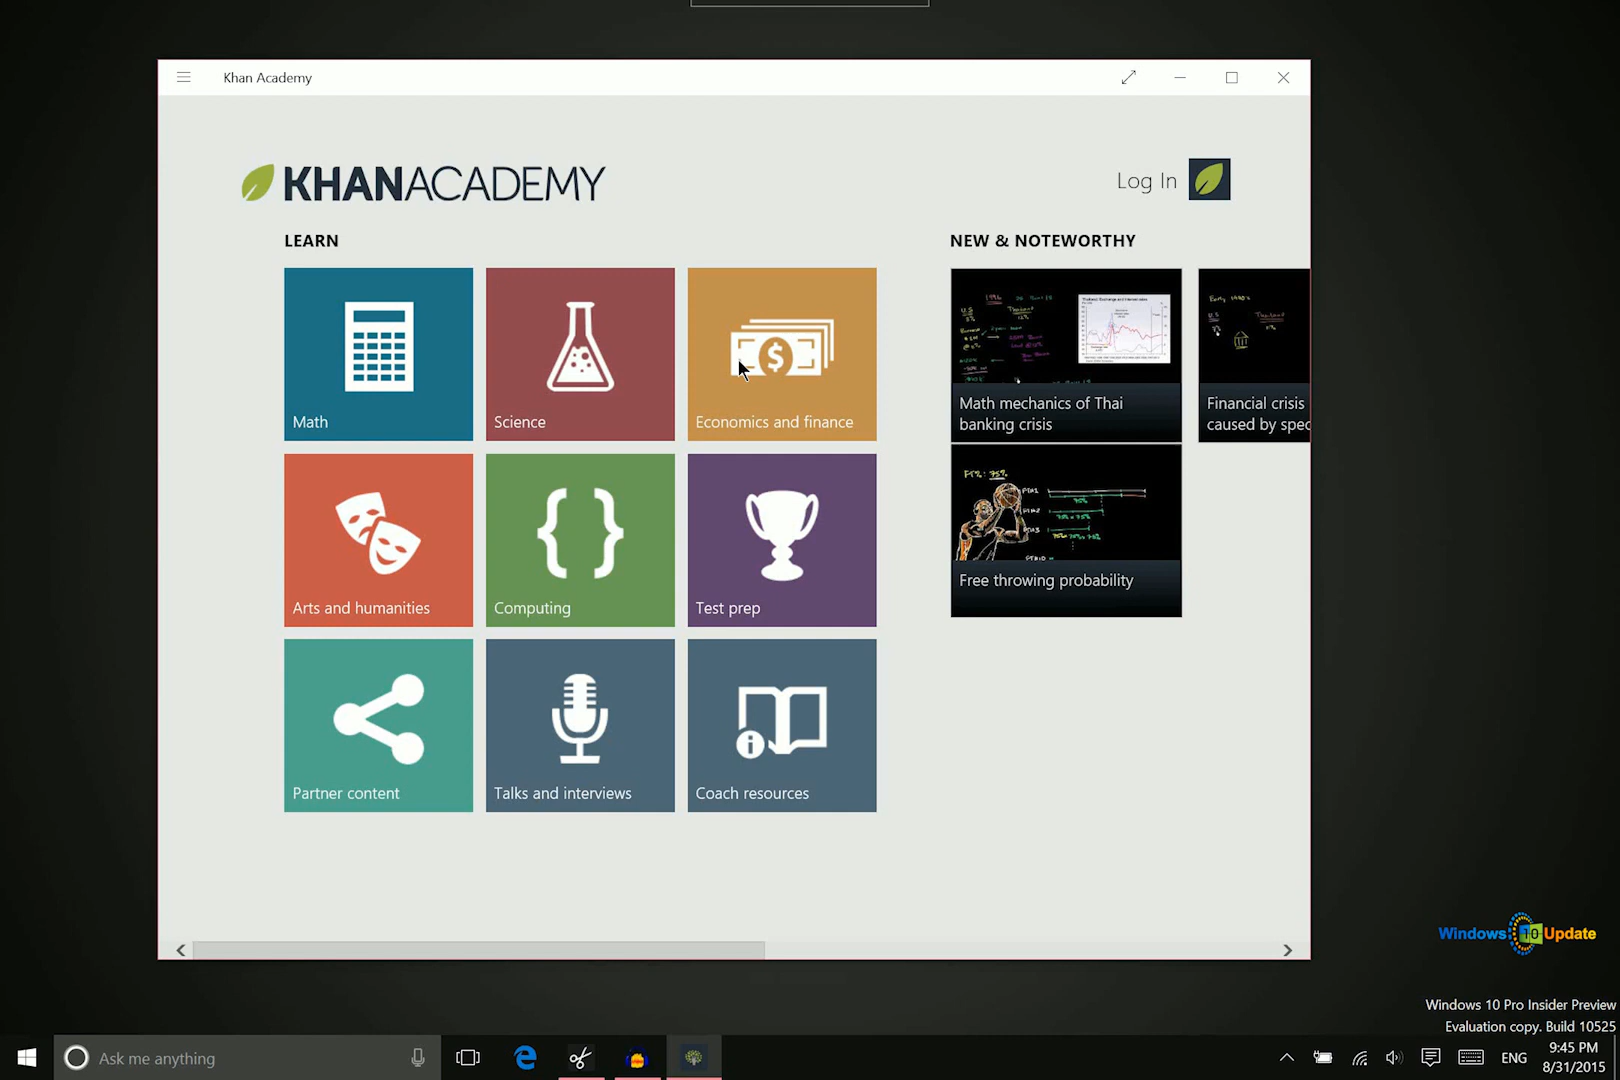 Khan Academy
KHANACADEMY
Log In
LEARN
NEW & NOTEWORTHY
Math
Science
Economics and finance
Math mechanics of Thai
banking crisis
Financial crisis
caused by spec
Arts and humanities
Computing
Test prep
FT%: 75%
Free throwing probability
Partner content
Talks and interviews
Coach resources
Windows 10 Update
Windows 10 Pro Insider Preview
Evaluation copy. Build 10525
Ask me anything
ENG
9:45 PM
8/31/2015